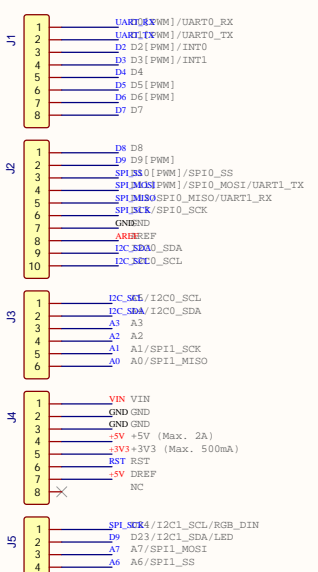 J1
1 UART_RX [PWM]/UART0_RX
2 UART_TX [PWM]/UART0_TX
3 D2 D2[PWM]/INT0
4 D3 D3[PWM]/INT1
5 D4 D4
6 D5 D5[PWM]
7 D6 D6[PWM]
8 D7 D7
J2
1 D8 D8
2 D9 D9[PWM]
3 SPI_SS [PWM]/SPI0_SS
4 SPI_MOSI [PWM]/SPI0_MOSI/UART1_TX
5 SPI_MISO SPI0_MISO/UART1_RX
6 SPI_SCK /SPI0_SCK
7 GND GND
8 AREF AREF
9 I2C_SDA I2C0_SDA
10 I2C_SCL I2C0_SCL
J3
1 I2C_SCL /I2C0_SCL
2 I2C_SDA /I2C0_SDA
3 A3 A3
4 A2 A2
5 A1 A1/SPI1_SCK
6 A0 A0/SPI1_MISO
J4
1 VIN VIN
2 GND GND
3 GND GND
4 +5V +5V (Max. 2A)
5 +3V3 +3V3 (Max. 500mA)
6 RST RST
7 +5V DREF
8 NC
J5
1 SPI_SCK /I2C1_SCL/RGB_DIN
2 D9 D23/I2C1_SDA/LED
3 A7 A7/SPI1_MOSI
4 A6 A6/SPI1_SS